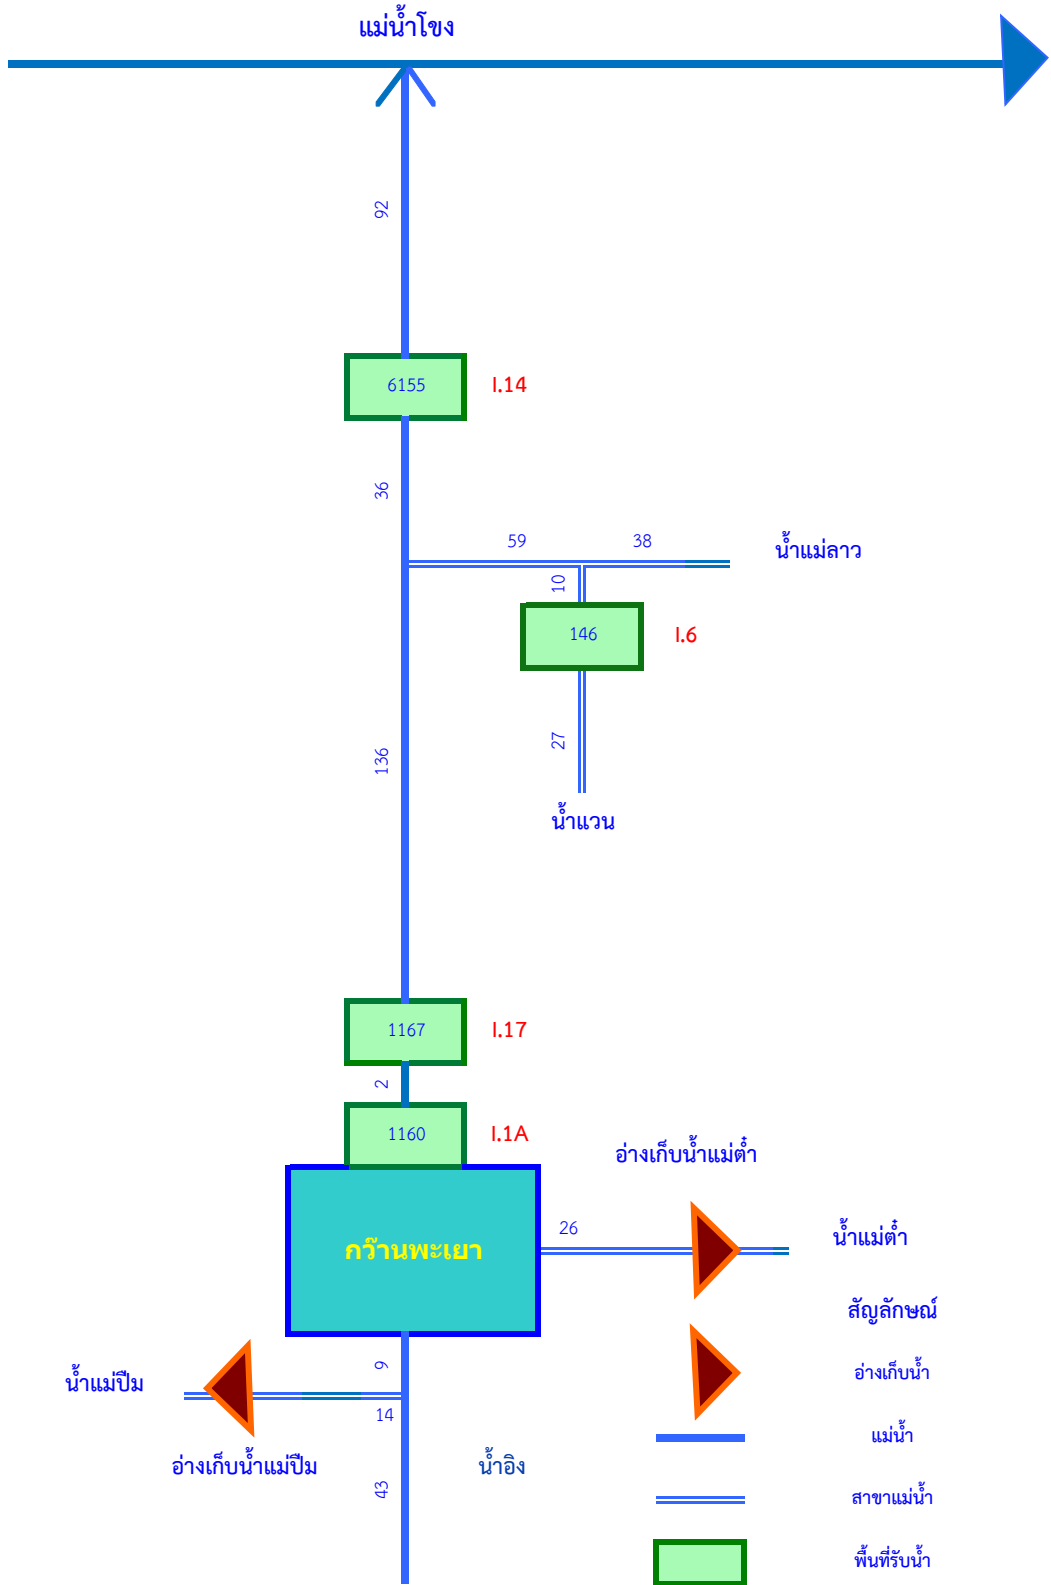 แม่น้ำโขง
92
6155 I.14
36
59 38 น้ำแม่ลาว
10
146 I.6
136
27
น้ำแวน
1167 I.17
2
1160 I.1A
อ่างเก็บน้ำแม่ต๋ำ
26 น้ำแม่ต๋ำ
กว๊านพะเยา
สัญลักษณ์
9
น้ำแม่ปืม
อ่างเก็บน้ำ
14
แม่น้ำ
อ่างเก็บน้ำแม่ปืม น้ำอิง
43
สาขาแม่น้ำ
พื้นที่รับน้ำ